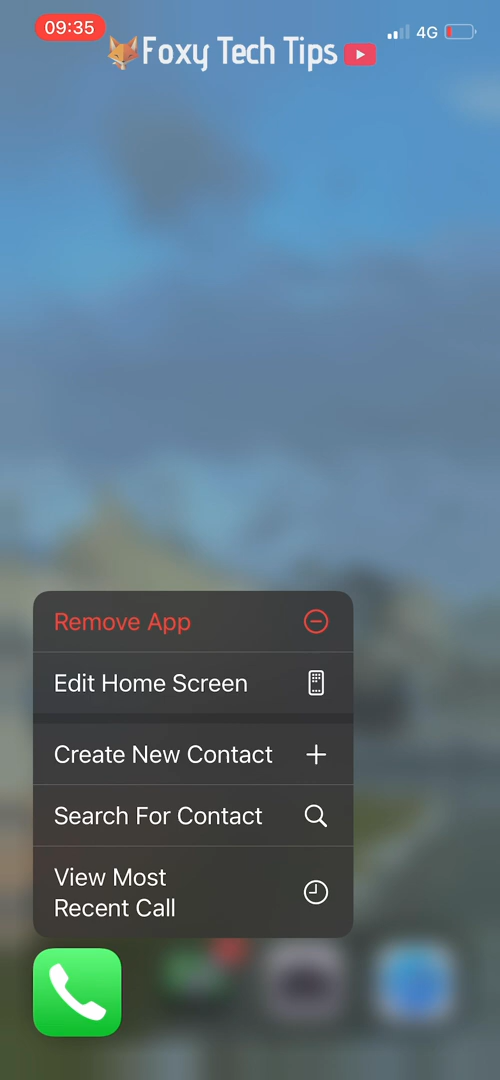 09:35
4G
Foxy Tech Tips
Remove App
Edit Home Screen
Create New Contact
Search For Contact
View Most
Recent Call